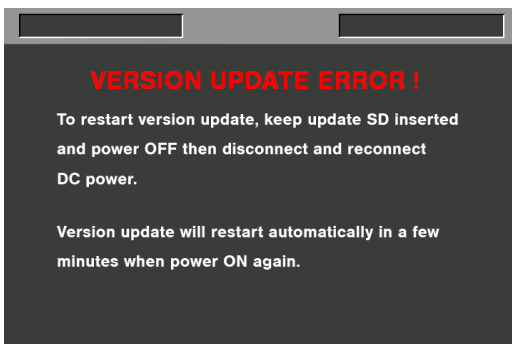 VERSION UPDATE ERROR !
To restart version update, keep update SD inserted
and power OFF then disconnect and reconnect
DC power.
Version update will restart automatically in a few
minutes when power ON again.